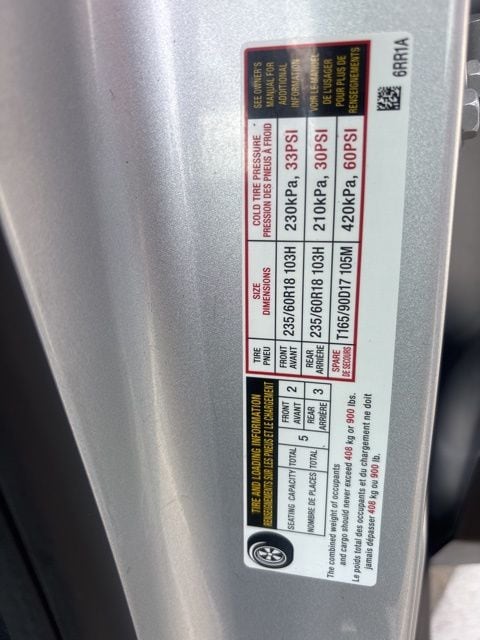 TIRE AND LOADING INFORMATION
RENSEIGNEMENTS SUR LES PNEUS ET LE CHARGEMENT
SEATING CAPACITY TOTAL 5 FRONT AVANT 2
NOMBRE DE PLACES TOTAL REAR ARRIÈRE 3
The combined weight of occupants
and cargo should never exceed 408 kg or 900 lbs.
Le poids total des occupants et du chargement ne doit
jamais dépasser 408 kg ou 900 lb.
TIRE PNEU
SIZE DIMENSIONS
COLD TIRE PRESSURE
PRESSION DES PNEUS À FROID
FRONT AVANT 235/60R18 103H 230kPa, 33PSI
REAR ARRIÈRE 235/60R18 103H 210kPa, 30PSI
SPARE DE SECOURS T165/90D17 105M 420kPa, 60PSI
SEE OWNER'S
MANUAL FOR
ADDITIONAL
INFORMATION
VOIR LE MANUEL
DE L'USAGER
POUR PLUS DE
RENSEIGNEMENTS
6RR1A